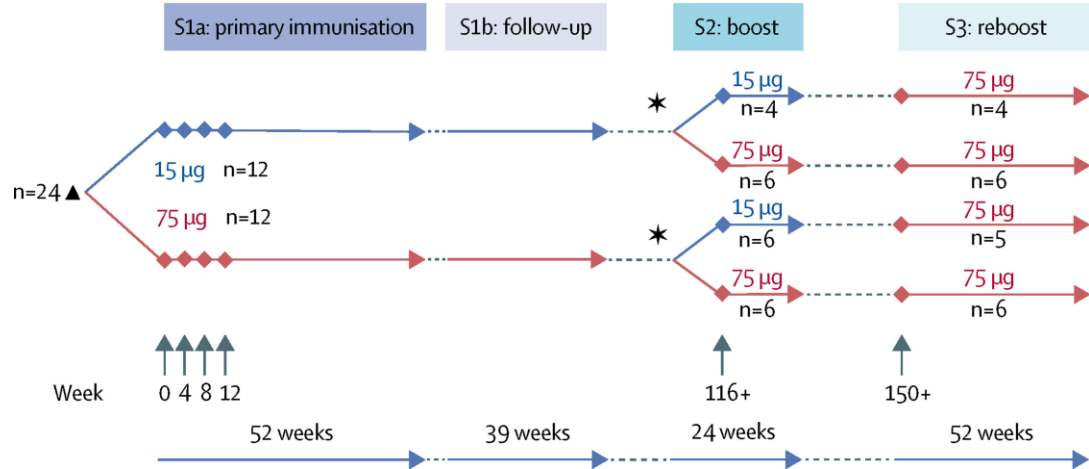 S1a: primary immunisation
S1b: follow-up
S2: boost
S3: reboost
15 µg
n=4
75 µg
n=4
n=24
15 µg n=12
75 µg n=12
75 µg
n=6
75 µg
n=6
15 µg
n=6
75 µg
n=5
75 µg
n=6
75 µg
n=6
Week 0 4 8 12 116+ 150+
52 weeks 39 weeks 24 weeks 52 weeks